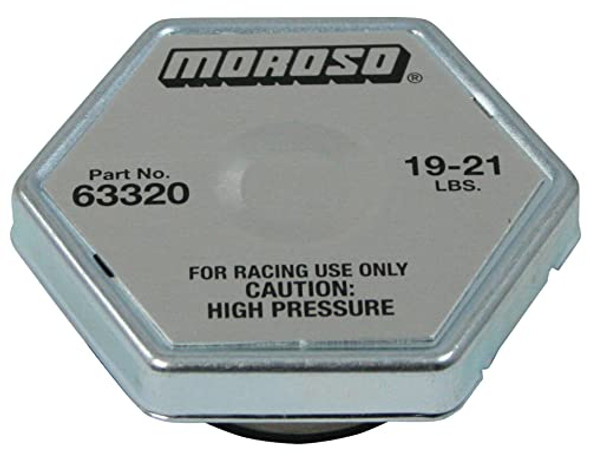 MOROSO®
Part No.
63320
19-21
LBS.
FOR RACING USE ONLY
CAUTION:
HIGH PRESSURE